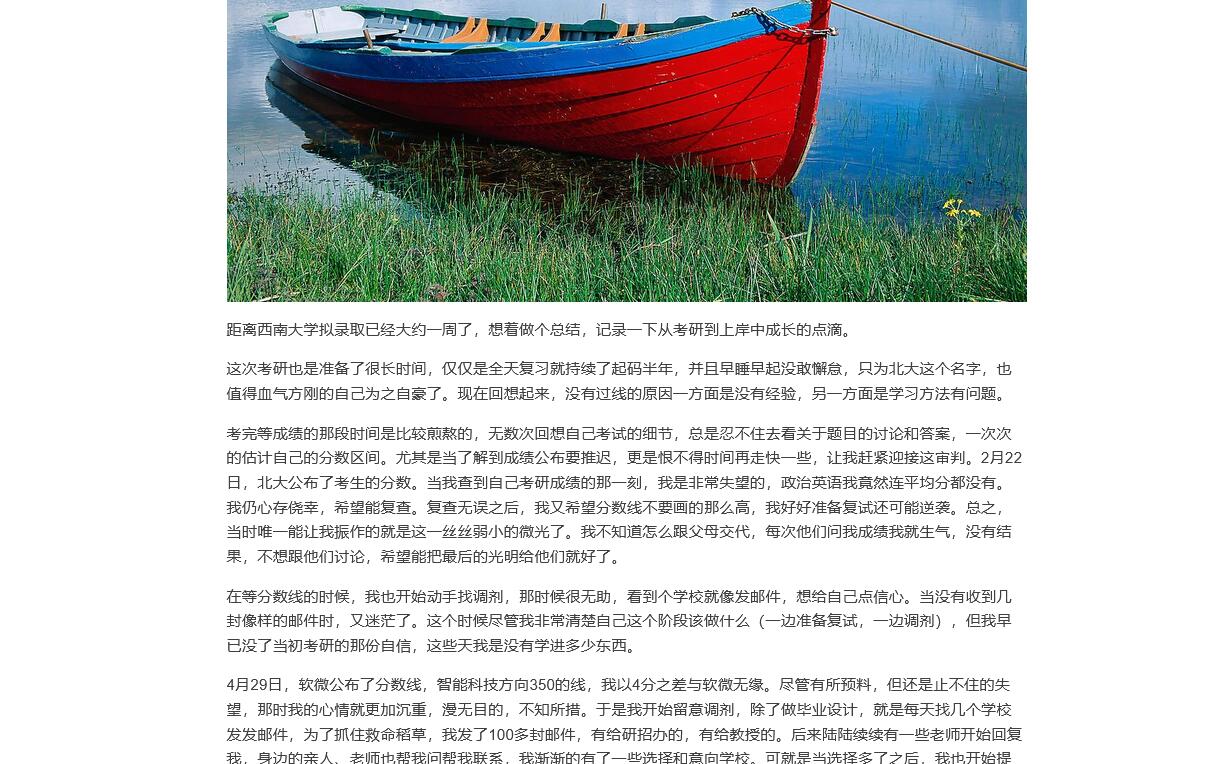 距离西南大学拟录取已经大约一周了，想着做个总结，记录一下从考研到上岸中成长的点滴。
这次考研也是准备了很长时间，仅仅是全天复习就持续了起码半年，并且早睡早起没敢懈怠，只为北大这个名字，也
值得血气方刚的自己为之自豪了。现在回想起来，没有过线的原因一方面是没有经验，另一方面是学习方法有问题。
考完等成绩的那段时间是比较煎熬的，无数次回想自己考试的细节，总是忍不住去看关于题目的讨论和答案，一次次
的估计自己的分数区间。尤其是当了解到成绩公布要推迟，更是恨不得时间再走快一些，让我赶紧迎接这审判。2月22
日，北大公布了考生的分数。当我查到自己考研成绩的那一刻，我是非常失望的，政治英语我竟然连平均分都没有。
我仍心存侥幸，希望能复查。复查无误之后，我又希望分数线不要画的那么高，我好好准备复试还可能逆袭。总之，
当时唯一能让我振作的就是这一丝丝弱小的微光了。我不知道怎么跟父母交代，每次他们问我成绩我就生气，没有结
果，不想跟他们讨论，希望能把最后的光明给他们就好了。
在等分数线的时候，我也开始动手找调剂，那时候很无助，看到个学校就像发邮件，想给自己点信心。当没有收到几
封像样的邮件时，又迷茫了。这个时候尽管我非常清楚自己这个阶段该做什么（一边准备复试，一边调剂），但我早
已没了当初考研的那份自信，这些天我是没有学进多少东西。
4月29日，软微公布了分数线，智能科技方向350的线，我以4分之差与软微无缘。尽管有所预料，但还是止不住的失
望，那时我的心情就更加沉重，漫无目的，不知所措。于是我开始留意调剂，除了做毕业设计，就是每天找几个学校
发发邮件，为了抓住救命稻草，我发了100多封邮件，有给研招办的，有给教授的。后来陆陆续续有一些老师开始回复
我，身边的亲人、老师也帮我问帮我联系，我渐渐的有了一些选择和意向学校。可就是当选择多了之后，我也开始提